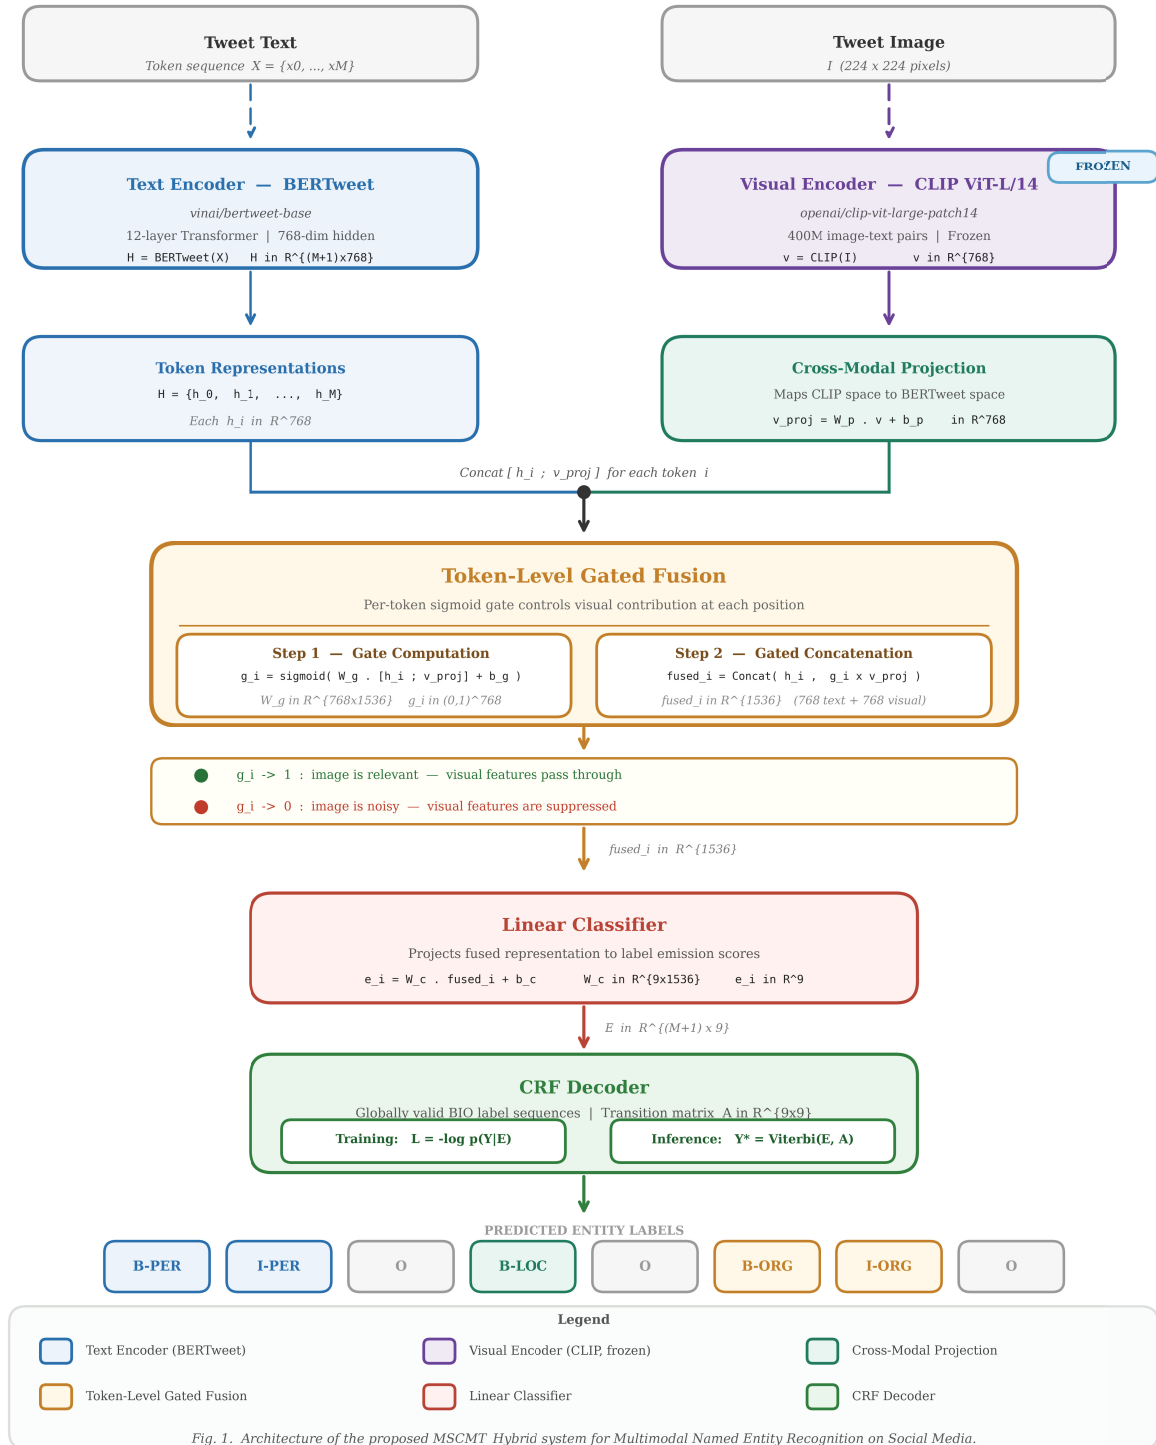 Tweet Text
Token sequence X = {x0, ..., xM}
Tweet Image
I (224 x 224 pixels)
Text Encoder — BERTweet
vinai/bertweet-base
12-layer Transformer | 768-dim hidden
H = BERTweet(X) H in R^{(M+1)x768}
Visual Encoder — CLIP ViT-L/14
FROZEN
openai/clip-vit-large-patch14
400M image-text pairs | Frozen
v = CLIP(I) v in R^{768}
Token Representations
H = {h_0, h_1, ..., h_M}
Each h_i in R^768
Cross-Modal Projection
Maps CLIP space to BERTweet space
v_proj = W_p . v + b_p in R^768
Concat [ h_i ; v_proj ] for each token i
Token-Level Gated Fusion
Per-token sigmoid gate controls visual contribution at each position
Step 1 — Gate Computation
g_i = sigmoid( W_g . [h_i ; v_proj] + b_g )
W_g in R^{768x1536} g_i in (0,1)^768
Step 2 — Gated Concatenation
fused_i = Concat( h_i , g_i x v_proj )
fused_i in R^{1536} (768 text + 768 visual)
g_i -> 1 : image is relevant — visual features pass through
g_i -> 0 : image is noisy — visual features are suppressed
fused_i in R^{1536}
Linear Classifier
Projects fused representation to label emission scores
e_i = W_c . fused_i + b_c W_c in R^{9x1536} e_i in R^9
E in R^{(M+1) x 9}
CRF Decoder
Globally valid BIO label sequences | Transition matrix A in R^{9x9}
Training: L = -log p(Y|E)
Inference: Y* = Viterbi(E, A)
PREDICTED ENTITY LABELS
B-PER I-PER O B-LOC O B-ORG I-ORG O
Legend
Text Encoder (BERTweet) Visual Encoder (CLIP, frozen) Cross-Modal Projection
Token-Level Gated Fusion Linear Classifier CRF Decoder
Fig. 1. Architecture of the proposed MSCMT Hybrid system for Multimodal Named Entity Recognition on Social Media.